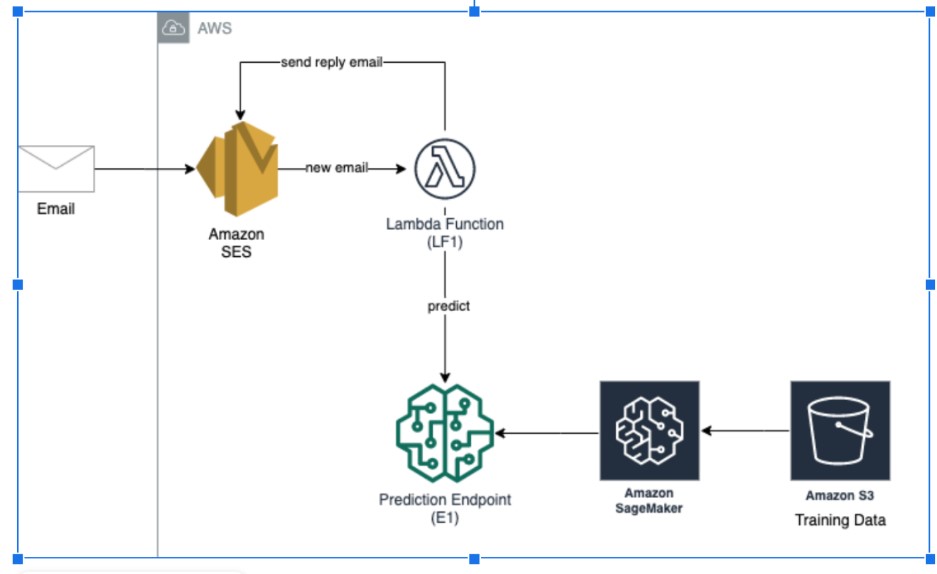 AWS
send reply email
new email
Email
Lambda Function
(LF1)
Amazon
SES
predict
Prediction Endpoint
(E1)
Amazon
SageMaker
Amazon S3
Training Data